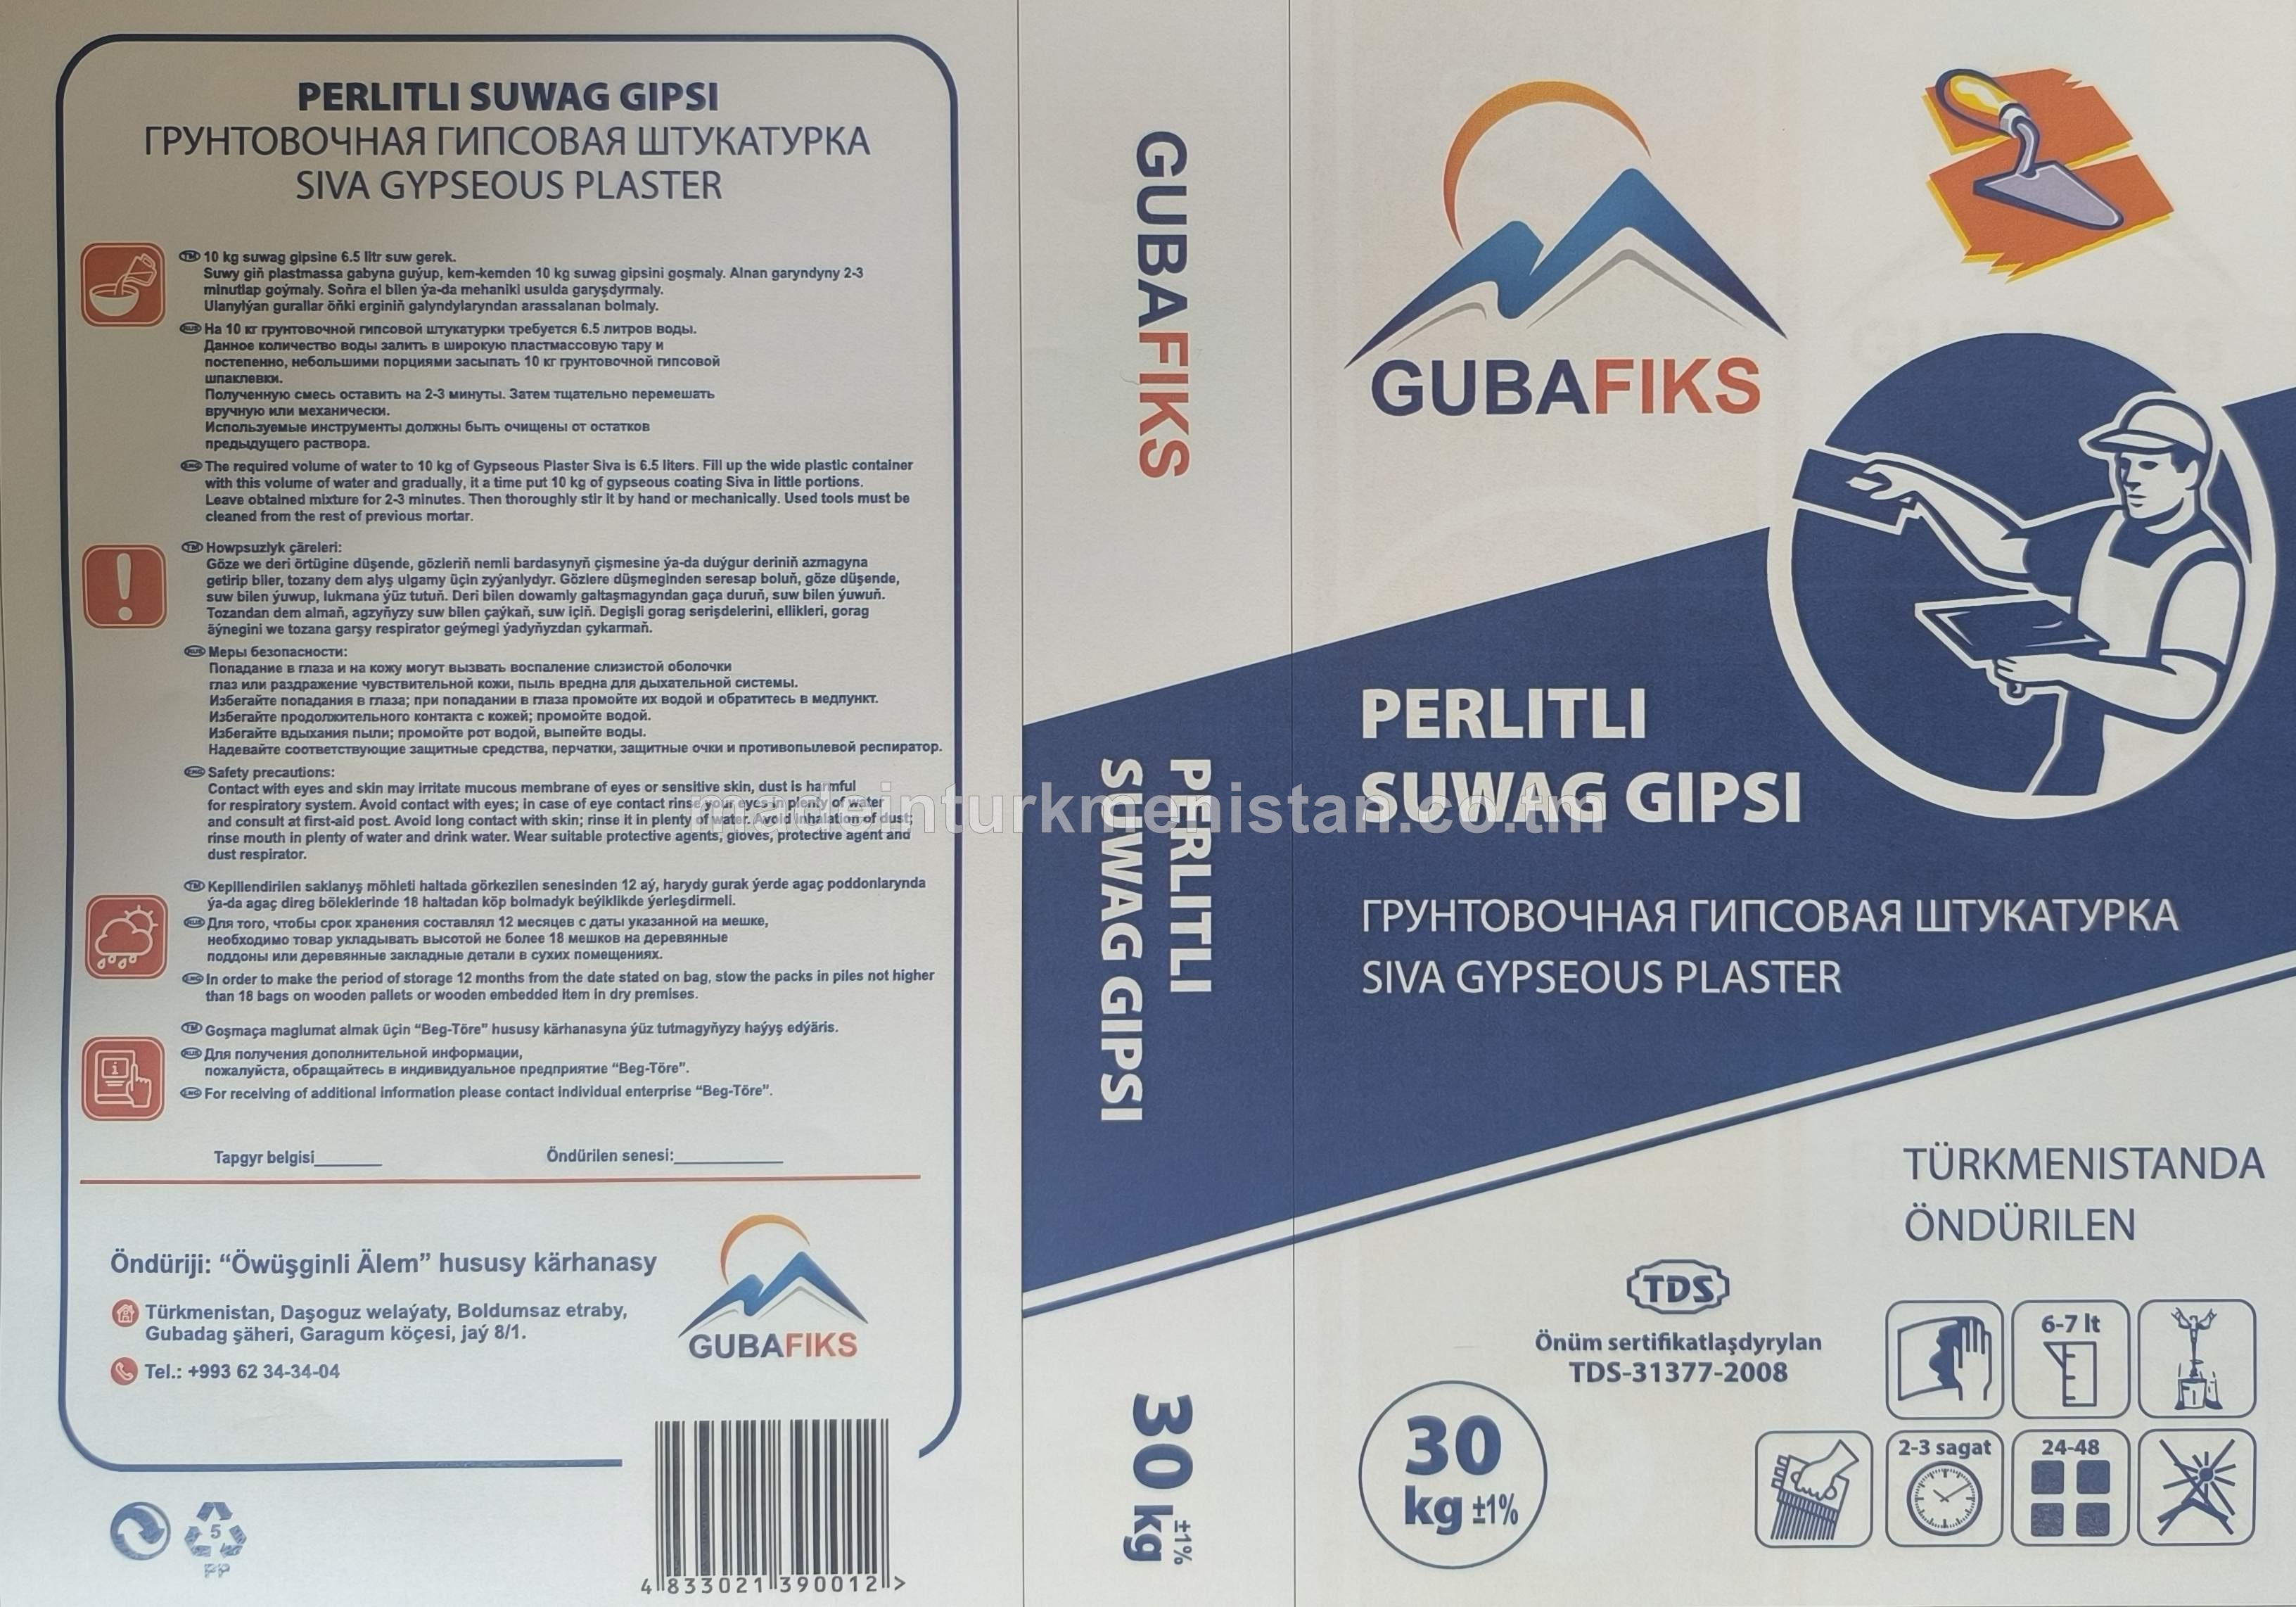 PERLITLI SUWAG GIPSI
ГРУНТОВОЧНАЯ ГИПСОВАЯ ШТУКАТУРКА
SIVA GYPSEOUS PLASTER
TM 10 kg suwag gipsine 6.5 litr suw gerek.
Suwy giň plastmassa gabyna guýup, kem-kemden 10 kg suwag gipsini goşmaly. Alnan garyndyny 2-3
minutlap goýmaly. Soňra el bilen ýa-da mehaniki usulda garyşdyrmaly.
Ulanylýan gurallar öňki erginiň galyndylaryndan arassalanan bolmaly.
RUS На 10 кг грунтовочной гипсовой штукатурки требуется 6.5 литров воды.
Данное количество воды залить в широкую пластмассовую тару и
постепенно, небольшими порциями засыпать 10 кг грунтовочной гипсовой
шпаклевки.
Полученную смесь оставить на 2-3 минуты. Затем тщательно перемешать
вручную или механически.
Используемые инструменты должны быть очищены от остатков
предыдущего раствора.
ENG The required volume of water to 10 kg of Gypseous Plaster Siva is 6.5 liters. Fill up the wide plastic container
with this volume of water and gradually, it a time put 10 kg of gypseous coating Siva in little portions.
Leave obtained mixture for 2-3 minutes. Then thoroughly stir it by hand or mechanically. Used tools must be
cleaned from the rest of previous mortar.
TM Howpsuzlyk çäreleri:
Göze we deri örtügine düşende, gözleriň nemli bardasynyň çişmesine ýa-da duýgur deriniň azmagyna
getirip biler, tozany dem alyş ulgamy üçin zyýanlydyr. Gözlere düşmeginden seresap boluň, göze düşende,
suw bilen ýuwup, lukmana ýüz tutuň. Deri bilen dowamly galtaşmagyndan gaça duruň, suw bilen ýuwuň.
Tozandan dem almaň, agzyňyzy suw bilen çaýkaň, suw içiň. Degişli gorag serişdelerini, ellikleri, gorag
äýnegini we tozana garşy respirator geýmegi ýadyňyzdan çykarmaň.
RUS Меры безопасности:
Попадание в глаза и на кожу могут вызвать воспаление слизистой оболочки
глаз или раздражение чувствительной кожи, пыль вредна для дыхательной системы.
Избегайте попадания в глаза; при попадании в глаза промойте их водой и обратитесь в медпункт.
Избегайте продолжительного контакта с кожей; промойте водой.
Избегайте вдыхания пыли; промойте рот водой, выпейте воды.
Надевайте соответствующие защитные средства, перчатки, защитные очки и противопылевой респиратор.
ENG Safety precautions:
Contact with eyes and skin may irritate mucous membrane of eyes or sensitive skin, dust is harmful
for respiratory system. Avoid contact with eyes; in case of eye contact rinse your eyes in plenty of water
and consult at first-aid post. Avoid long contact with skin; rinse it in plenty of water. Avoid inhalation of dust;
rinse mouth in plenty of water and drink water. Wear suitable protective agents, gloves, protective agent and
dust respirator.
TM Kepillendirilen saklanyş möhleti haltada görkezilen senesinden 12 aý, harydy gurak ýerde agaç poddonlarynda
ýa-da agaç direg böleklerinde 18 haltadan köp bolmadyk beýiklikde ýerleşdirmeli.
RUS Для того, чтобы срок хранения составлял 12 месяцев с даты указанной на мешке,
необходимо товар укладывать высотой не более 18 мешков на деревянные
поддоны или деревянные закладные детали в сухих помещениях.
ENG In order to make the period of storage 12 months from the date stated on bag, stow the packs in piles not higher
than 18 bags on wooden pallets or wooden embedded item in dry premises.
TM Goşmaça maglumat almak üçin “Beg-Töre” hususy kärhanasyna ýüz tutmagyňyzy haýyş edýäris.
RUS Для получения дополнительной информации,
пожалуйста, обращайтесь в индивидуальное предприятие “Beg-Töre”.
ENG For receiving of additional information please contact individual enterprise “Beg-Töre”.
Tapgyr belgisi_______ Öndürilen senesi:____________
Öndüriji: “Öwüşginli Älem” hususy kärhanasy
Türkmenistan, Daşoguz welaýaty, Boldumsaz etraby,
Gubadag şäheri, Garagum köçesi, jaý 8/1.
Tel.: +993 62 34-34-04
GUBAFIKS
5
PP
4 833021 390012 >
GUBAFIKS
PERLITLI
SUWAG GIPSI
30 kg ±1%
GUBAFIKS
PERLITLI
SUWAG GIPSI
ГРУНТОВОЧНАЯ ГИПСОВАЯ ШТУКАТУРКА
SIVA GYPSEOUS PLASTER
TÜRKMENISTANDA
ÖNDÜRILEN
TDS
Önüm sertifikatlaşdyrylan
TDS-31377-2008
30
kg ±1%
6-7 lt
2-3 sagat
24-48
madeinturkmenistan.co.tm